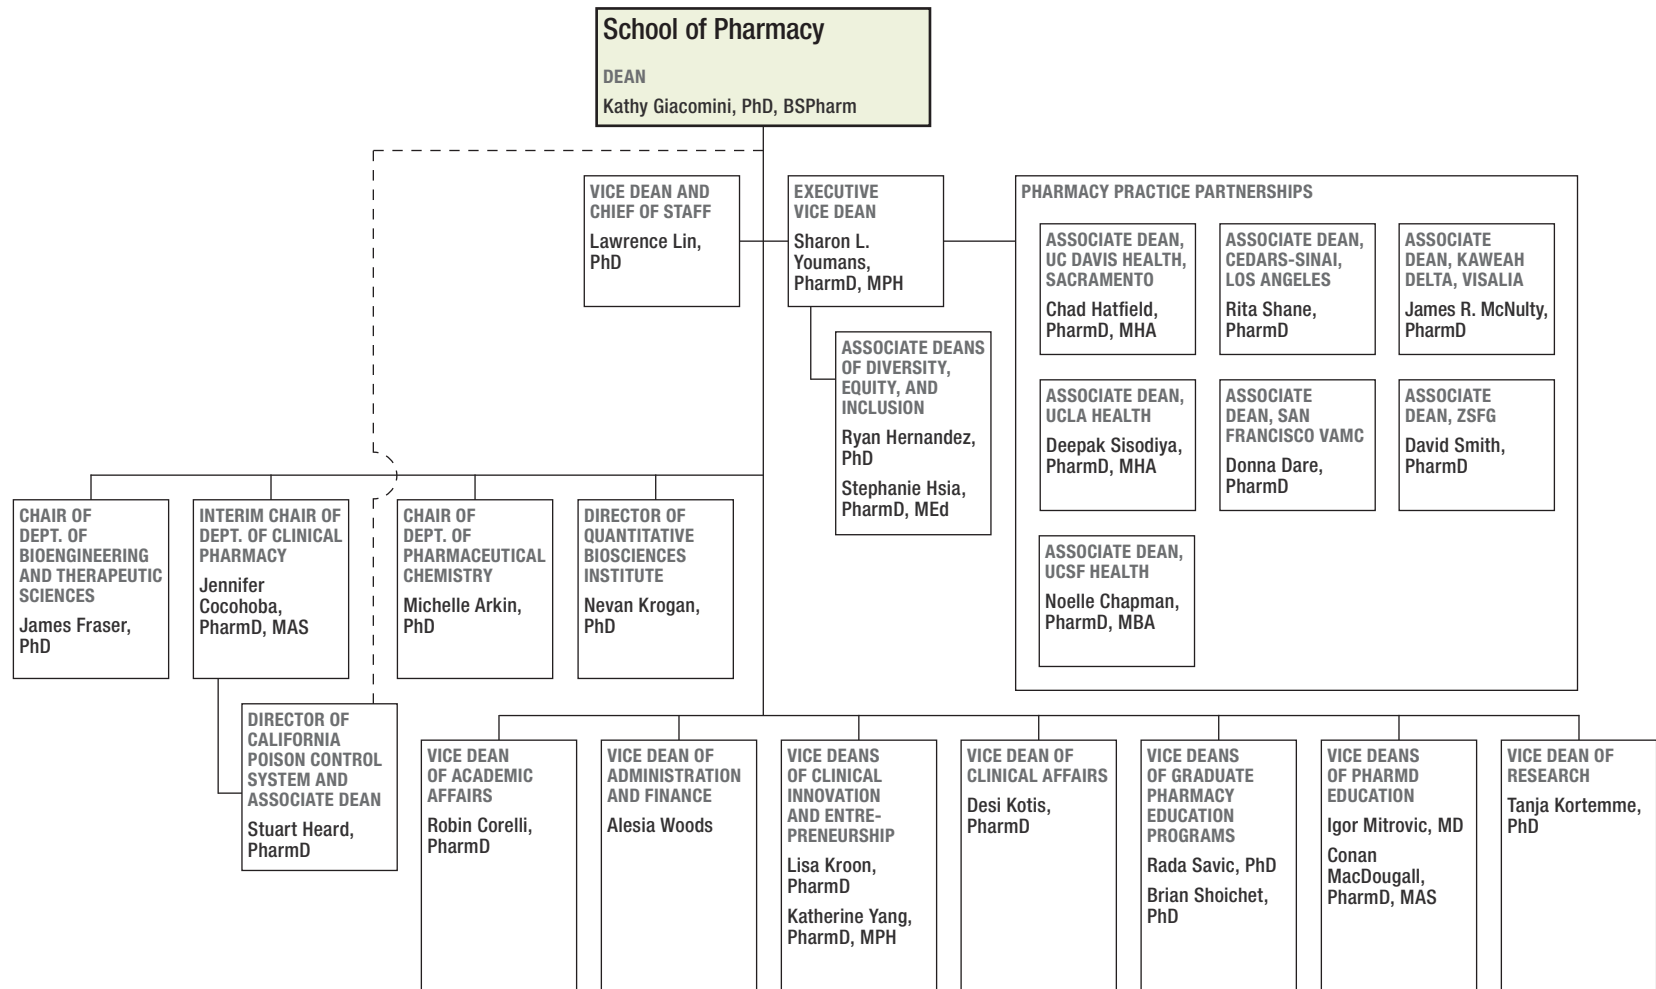 School of Pharmacy
DEAN
Kathy Giacomini, PhD, BSPharm
VICE DEAN AND
CHIEF OF STAFF
Lawrence Lin,
PhD
EXECUTIVE
VICE DEAN
Sharon L.
Youmans,
PharmD, MPH
ASSOCIATE DEANS
OF DIVERSITY,
EQUITY, AND
INCLUSION
Ryan Hernandez,
PhD
Stephanie Hsia,
PharmD, MEd
PHARMACY PRACTICE PARTNERSHIPS
ASSOCIATE DEAN,
UC DAVIS HEALTH,
SACRAMENTO
Chad Hatfield,
PharmD, MHA
ASSOCIATE DEAN,
CEDARS-SINAI,
LOS ANGELES
Rita Shane,
PharmD
ASSOCIATE
DEAN, KAWEAH
DELTA, VISALIA
James R. McNulty,
PharmD
ASSOCIATE DEAN,
UCLA HEALTH
Deepak Sisodiya,
PharmD, MHA
ASSOCIATE
DEAN, SAN
FRANCISCO VAMC
Donna Dare,
PharmD
ASSOCIATE
DEAN, ZSFG
David Smith,
PharmD
ASSOCIATE DEAN,
UCSF HEALTH
Noelle Chapman,
PharmD, MBA
CHAIR OF
DEPT. OF
BIOENGINEERING
AND THERAPEUTIC
SCIENCES
James Fraser,
PhD
INTERIM CHAIR OF
DEPT. OF CLINICAL
PHARMACY
Jennifer
Cocohoba,
PharmD, MAS
CHAIR OF
DEPT. OF
PHARMACEUTICAL
CHEMISTRY
Michelle Arkin,
PhD
DIRECTOR OF
QUANTITATIVE
BIOSCIENCES
INSTITUTE
Nevan Krogan,
PhD
DIRECTOR OF
CALIFORNIA
POISON CONTROL
SYSTEM AND
ASSOCIATE DEAN
Stuart Heard,
PharmD
VICE DEAN
OF ACADEMIC
AFFAIRS
Robin Corelli,
PharmD
VICE DEAN OF
ADMINISTRATION
AND FINANCE
Alesia Woods
VICE DEANS
OF CLINICAL
INNOVATION
AND ENTRE-
PRENEURSHIP
Lisa Kroon,
PharmD
Katherine Yang,
PharmD, MPH
VICE DEAN OF
CLINICAL AFFAIRS
Desi Kotis,
PharmD
VICE DEANS
OF GRADUATE
PHARMACY
EDUCATION
PROGRAMS
Rada Savic, PhD
Brian Shoichet,
PhD
VICE DEANS
OF PHARMD
EDUCATION
Igor Mitrovic, MD
Conan
MacDougall,
PharmD, MAS
VICE DEAN OF
RESEARCH
Tanja Kortemme,
PhD